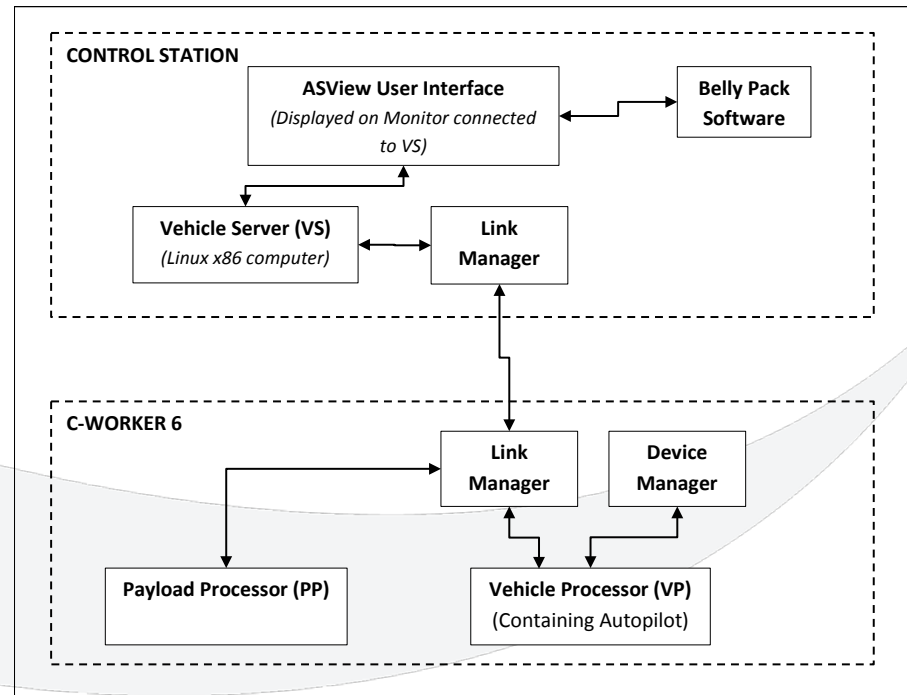 CONTROL STATION
ASView User Interface
(Displayed on Monitor connected
to VS)
Belly Pack
Software
Vehicle Server (VS)
(Linux x86 computer)
Link
Manager
C-WORKER 6
Link
Manager
Device
Manager
Payload Processor (PP)
Vehicle Processor (VP)
(Containing Autopilot)